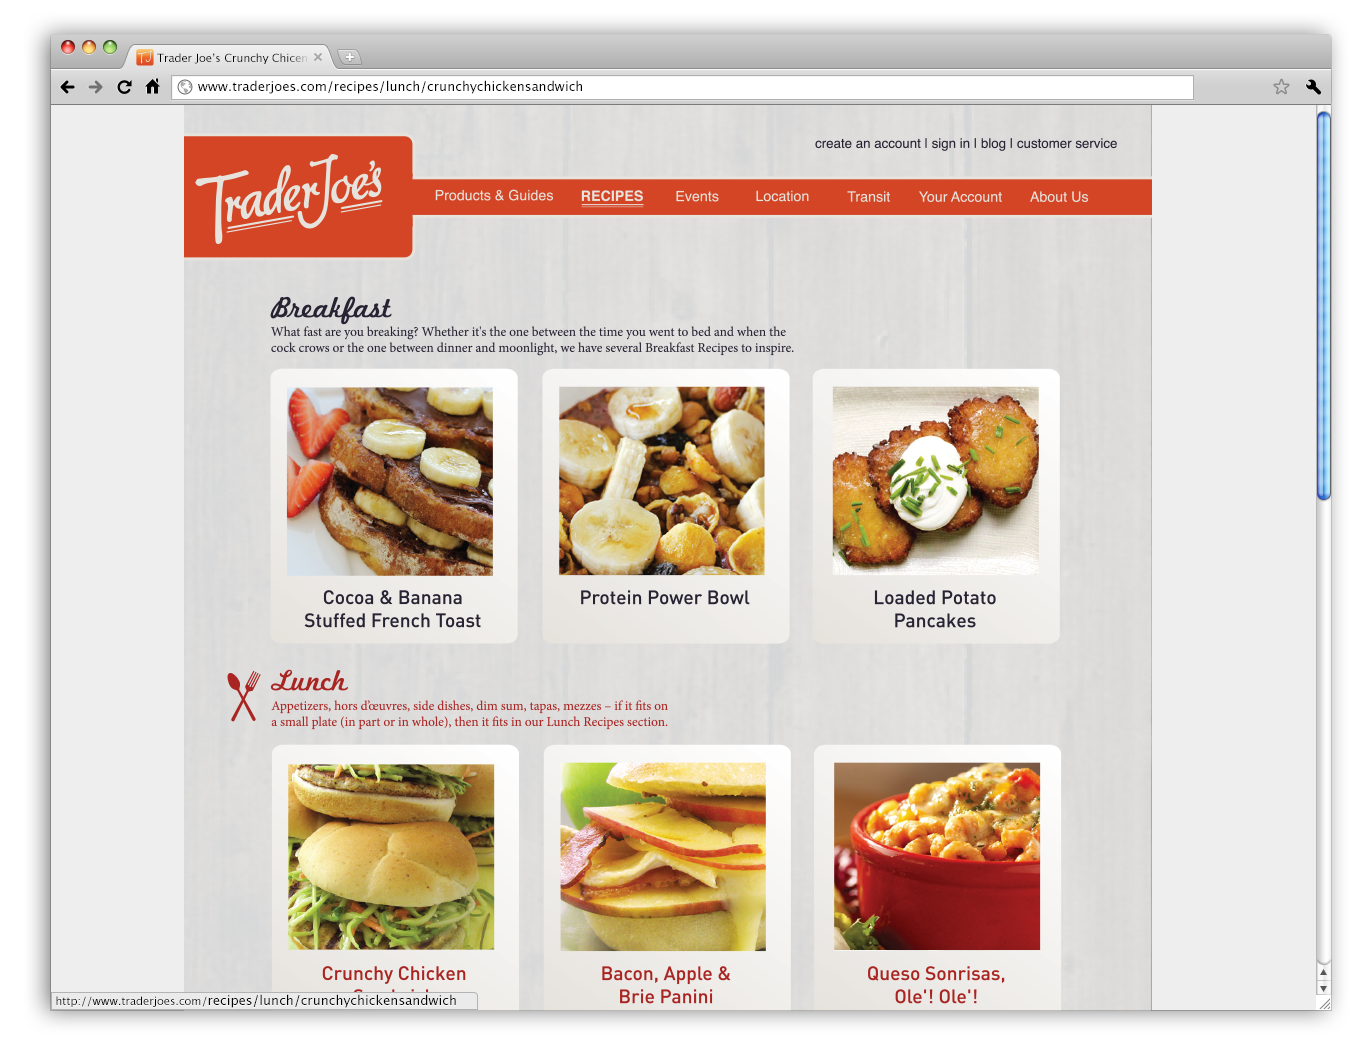 TJ Trader Joe's Crunchy Chicen
www.traderjoes.com/recipes/lunch/crunchychickensandwich
create an account | sign in | blog | customer service
Trader Joe's
Products & Guides RECIPES Events Location Transit Your Account About Us
Breakfast
What fast are you breaking? Whether it's the one between the time you went to bed and when the
cock crows or the one between dinner and moonlight, we have several Breakfast Recipes to inspire.
Cocoa & Banana
Stuffed French Toast
Protein Power Bowl
Loaded Potato
Pancakes
Lunch
Appetizers, hors d'œuvres, side dishes, dim sum, tapas, mezzes – if it fits on
a small plate (in part or in whole), then it fits in our Lunch Recipes section.
Crunchy Chicken
Sandwich
Bacon, Apple &
Brie Panini
Queso Sonrisas,
Ole'! Ole'!
http://www.traderjoes.com/recipes/lunch/crunchychickensandwich